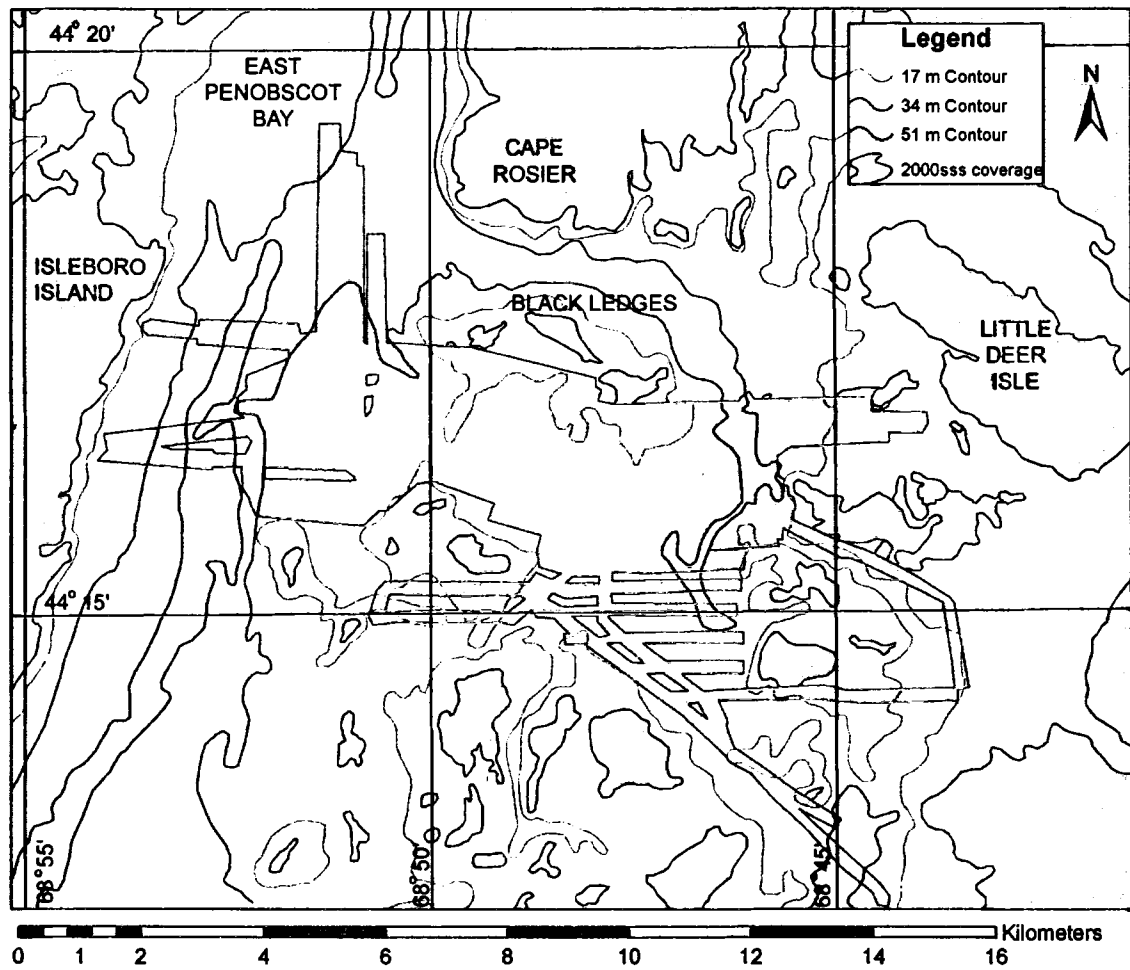 44° 20'
EAST
PENOBSCOT
BAY
Legend
17 m Contour
34 m Contour
51 m Contour
2000sss coverage
N
CAPE
ROSIER
ISLEBORO
ISLAND
BLACK LEDGES
LITTLE
DEER
ISLE
44° 15'
68° 55'
68° 50'
68° 45'
Kilometers
0 2 4 6 8 10 12 14 16